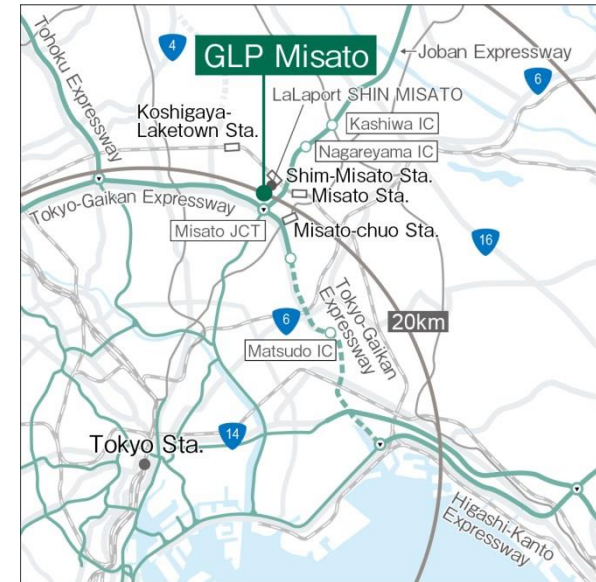 4
Tohoku Expressway
GLP Misato
Joban Expressway
6
LaLaport SHIN MISATO
Koshigaya-
Laketown Sta.
Kashiwa IC
Nagareyama IC
Shim-Misato Sta.
Misato Sta.
Tokyo-Gaikan Expressway
Misato JCT
Misato-chuo Sta.
16
Tokyo-Gaikan
Expressway
6
20km
Matsudo IC
14
Tokyo Sta.
Higashi-Kanto
Expressway